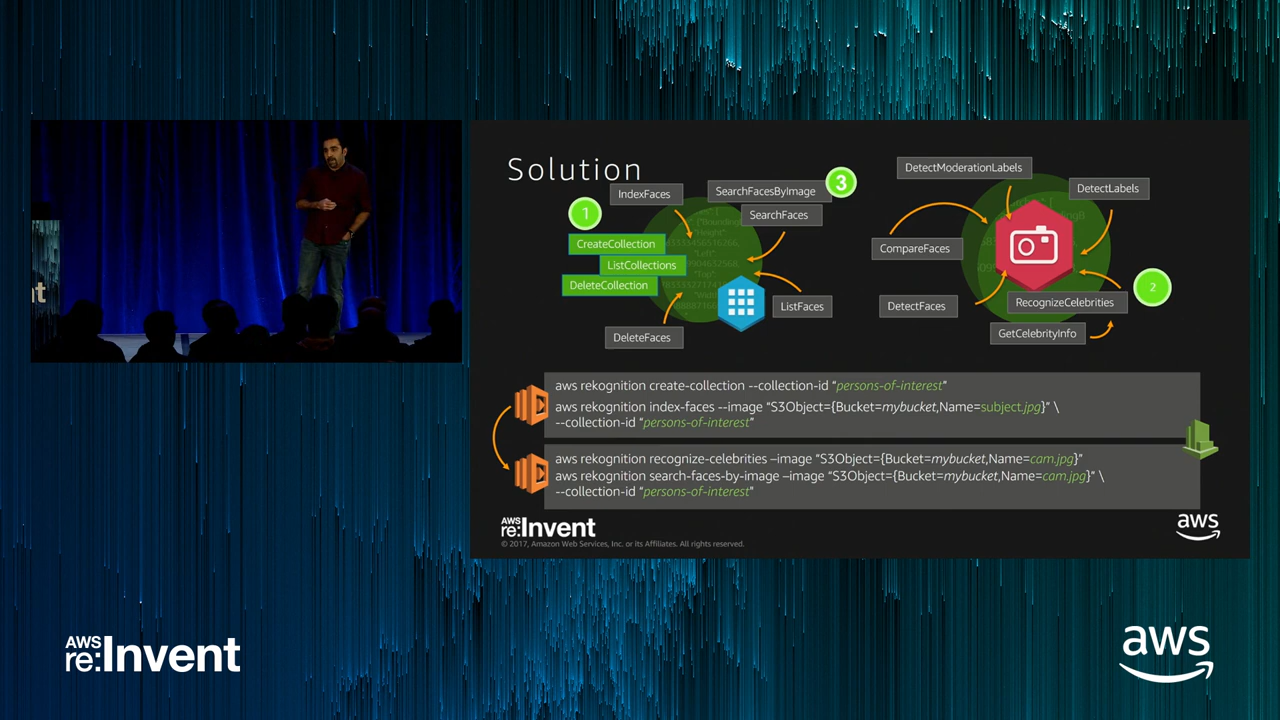 Solution
IndexFaces
SearchFacesByImage
3
SearchFaces
1
CreateCollection
ListCollections
DeleteCollection
ListFaces
DeleteFaces
DetectModerationLabels
DetectLabels
CompareFaces
DetectFaces
RecognizeCelebrities
2
GetCelebrityInfo
aws rekognition create-collection --collection-id “persons-of-interest”
aws rekognition index-faces --image “S3Object={Bucket=mybucket,Name=subject.jpg}” \
--collection-id “persons-of-interest”
aws rekognition recognize-celebrities –image “S3Object={Bucket=mybucket,Name=cam.jpg}”
aws rekognition search-faces-by-image –image “S3Object={Bucket=mybucket,Name=cam.jpg}” \
--collection-id “persons-of-interest”
AWS
re:Invent
© 2017, Amazon Web Services, Inc. or its Affiliates. All rights reserved.
aws
AWS
re:Invent
aws